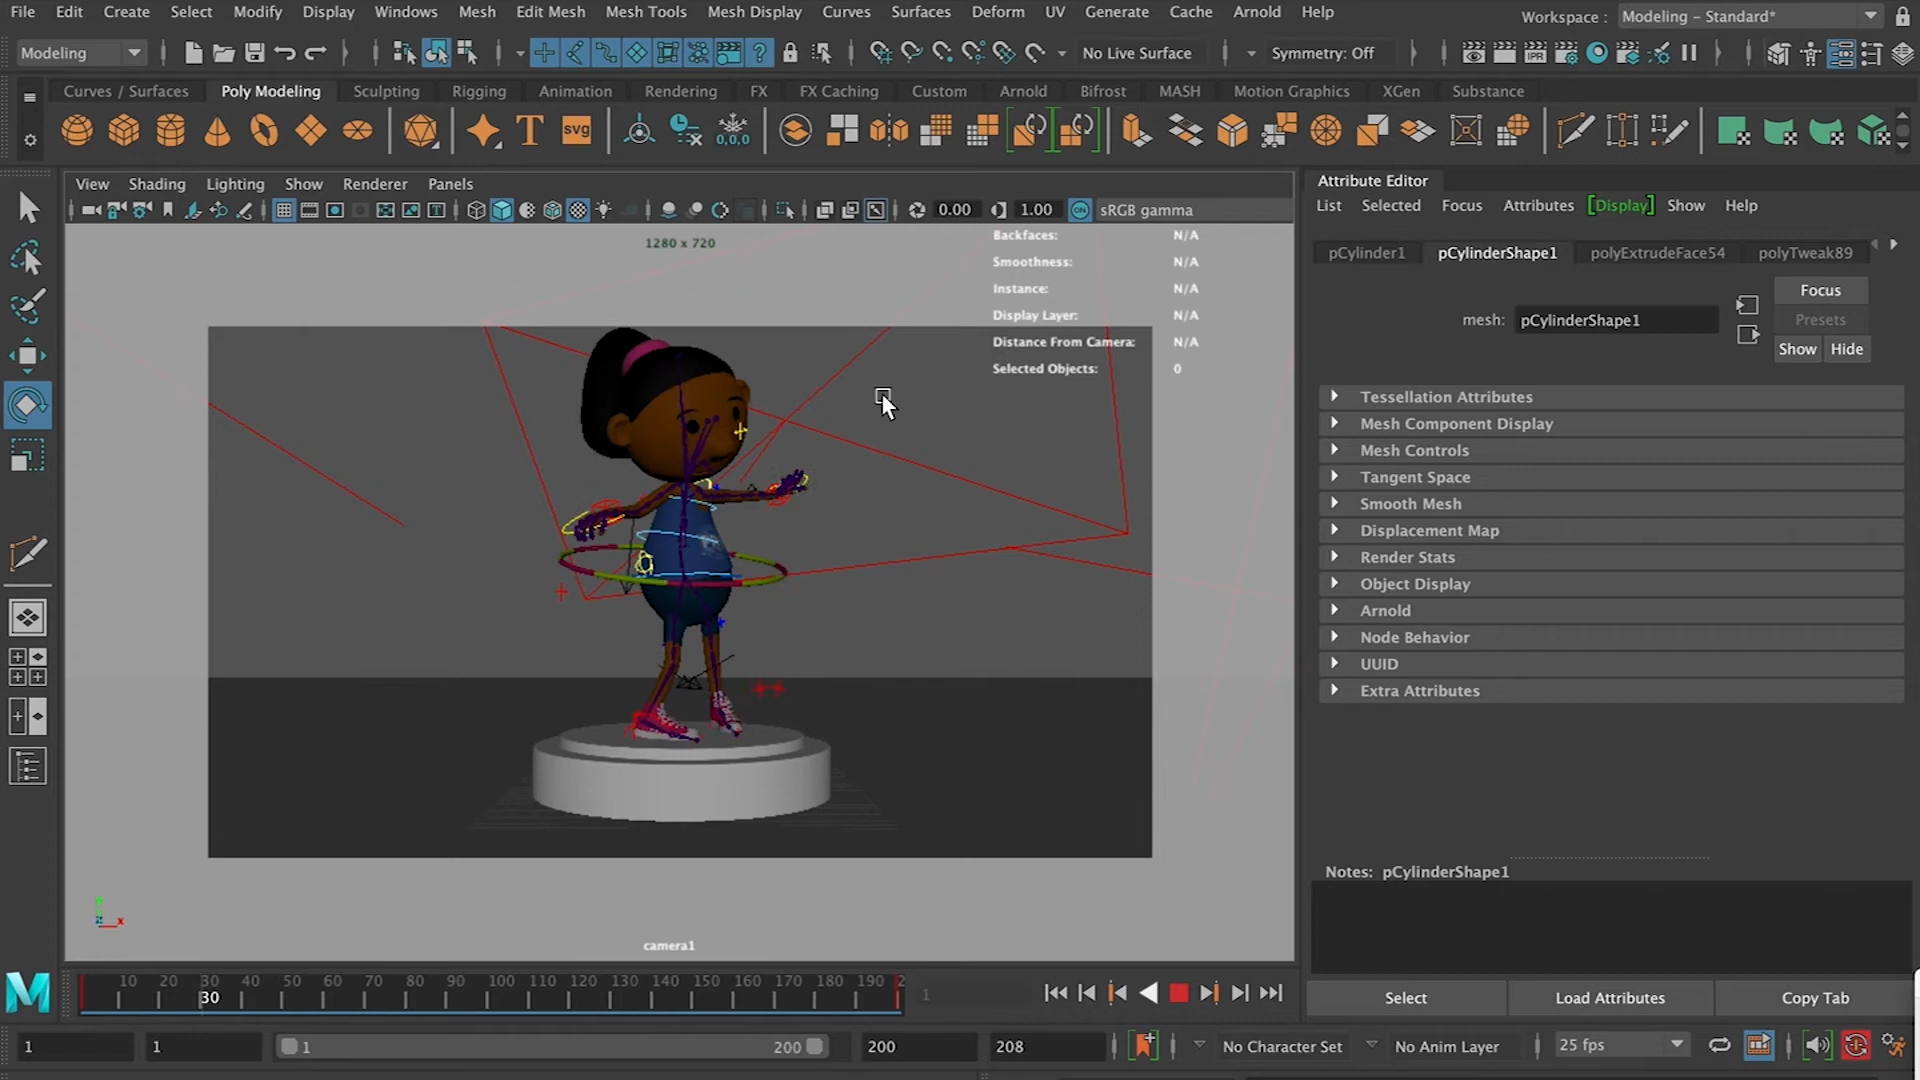 File Edit Create Select Modify Display Windows Mesh Edit Mesh Mesh Tools Mesh Display Curves Surfaces Deform UV Generate Cache Arnold Help Workspace : Modeling - Standard*
Modeling No Live Surface Symmetry: Off IPR
Curves / Surfaces Poly Modeling Sculpting Rigging Animation Rendering FX FX Caching Custom Arnold Bifrost MASH Motion Graphics XGen Substance
T svg 0,0,0
View Shading Lighting Show Renderer Panels
0.00 1.00 ON sRGB gamma
1280 x 720
Backfaces: N/A
Smoothness: N/A
Instance: N/A
Display Layer: N/A
Distance From Camera: N/A
Selected Objects: 0
camera1
Attribute Editor
List Selected Focus Attributes [Display] Show Help
pCylinder1 pCylinderShape1 polyExtrudeFace54 polyTweak89
Focus
mesh: pCylinderShape1 Presets
Show Hide
Tessellation Attributes
Mesh Component Display
Mesh Controls
Tangent Space
Smooth Mesh
Displacement Map
Render Stats
Object Display
Arnold
Node Behavior
UUID
Extra Attributes
Notes: pCylinderShape1
Select Load Attributes Copy Tab
10 20 30 40 50 60 70 80 90 100 110 120 130 140 150 160 170 180 190 2
30 1
1 1 1 200 200 208 No Character Set No Anim Layer 25 fps